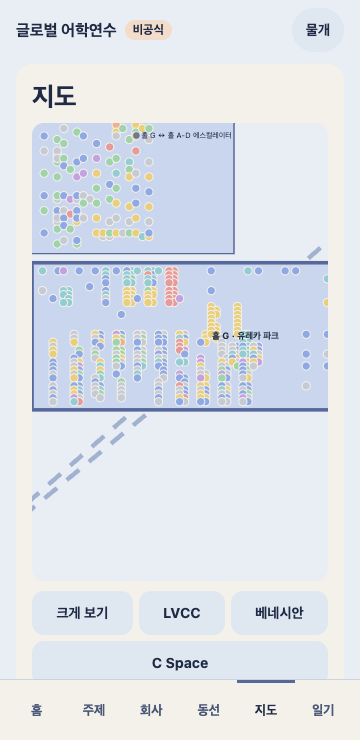 글로벌 어학연수 비공식 물개
지도
홀 G ↔ 홀 A-D 에스컬레이터
홀 G · 유레카 파크
크게 보기 LVCC 베네시안
C Space
홈 주제 회사 동선 지도 일기